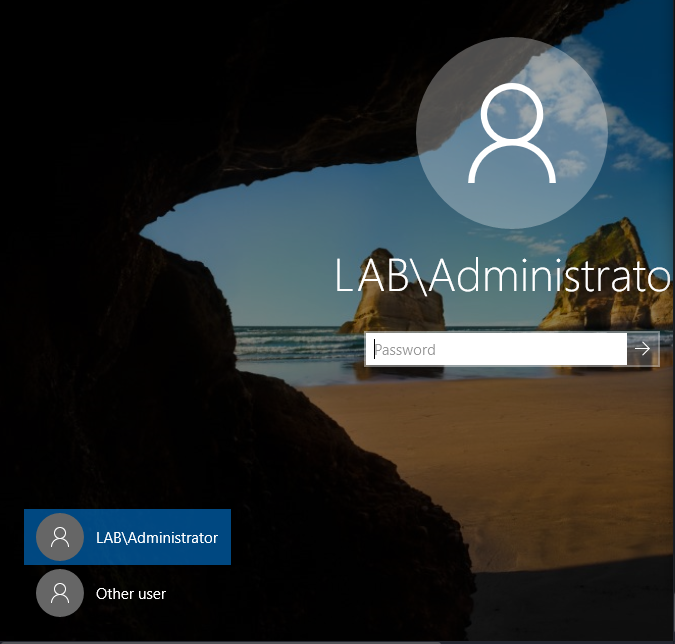 LAB\Administrato
Password
LAB\Administrator
Other user